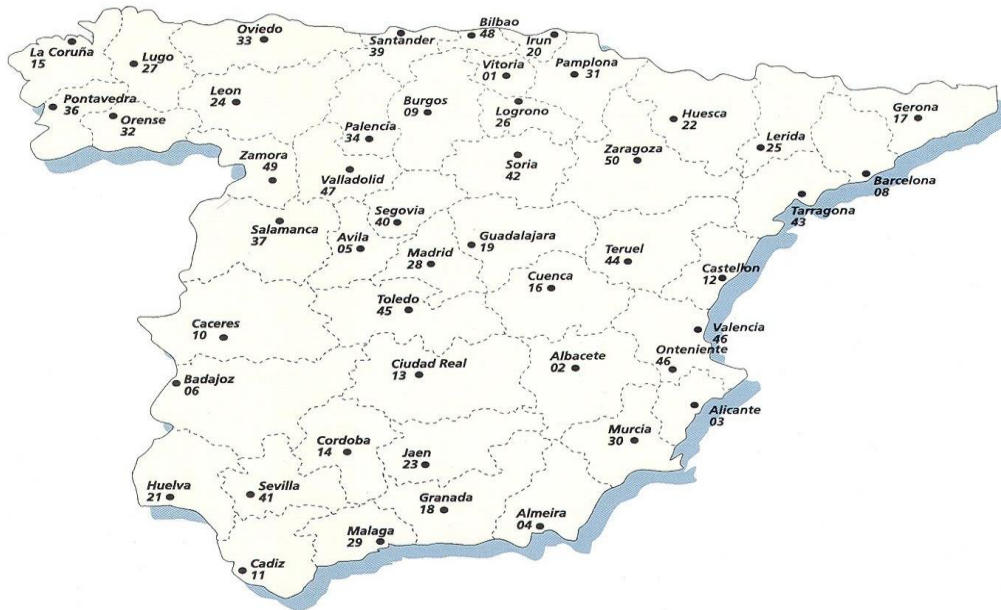 Bilbao
48
Oviedo
33
Santander
39
Irun
20
La Coruña
15
Lugo
27
Vitoria
01
Pamplona
31
Leon
24
Pontavedra
36
Orense
32
Burgos
09
Logrono
26
Huesca
22
Gerona
17
Palencia
34
Lerida
25
Zamora
49
Valladolid
47
Soria
42
Zaragoza
50
Barcelona
08
Tarragona
43
Salamanca
37
Segovia
40
Avila
05
Madrid
28
Guadalajara
19
Teruel
44
Castellon
12
Cuenca
16
Toledo
45
Caceres
10
Valencia
46
Onteniente
46
Ciudad Real
13
Albacete
02
Badajoz
06
Alicante
03
Murcia
30
Cordoba
14
Jaen
23
Huelva
21
Sevilla
41
Granada
18
Almeira
04
Malaga
29
Cadiz
11